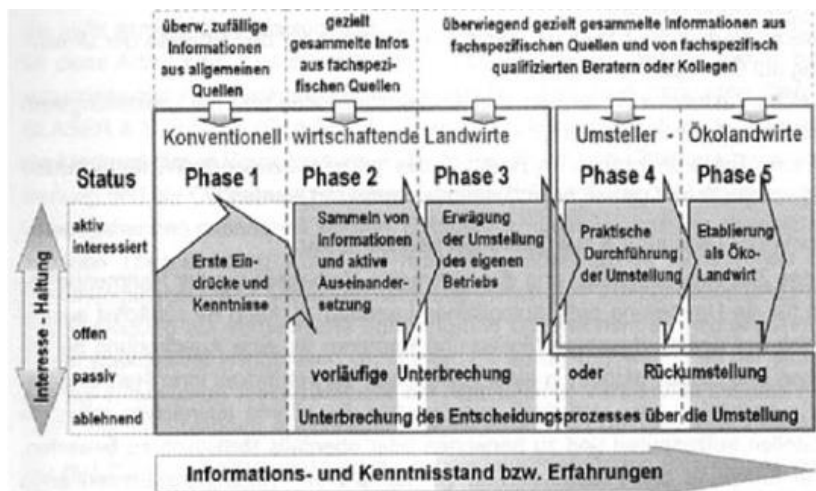 überw. zufällige
Informationen
aus allgemeinen
Quellen
gezielt
gesammelte Infos
aus fachspezi-
fischen Quellen
überwiegend gezielt gesammelte Informationen aus
fachspezifischen Quellen und von fachspezifisch
qualifizierten Beratern oder Kollegen
Konventionell wirtschaftende Landwirte
Umsteller - Ökolandwirte
Status
Phase 1
Phase 2
Phase 3
Phase 4
Phase 5
Interesse - Haltung
aktiv
interessiert
offen
passiv
ablehnend
Erste Ein-
drücke und
Kenntnisse
Sammeln von
Informationen
und aktive
Auseinander-
setzung
Erwägung
der Umstellung
des eigenen
Betriebs
Praktische
Durchführung
der Umstellung
Etablierung
als Öko-
Landwirt
vorläufige Unterbrechung oder Rückumstellung
Unterbrechung des Entscheidungsprozesses über die Umstellung
Informations- und Kenntnisstand bzw. Erfahrungen